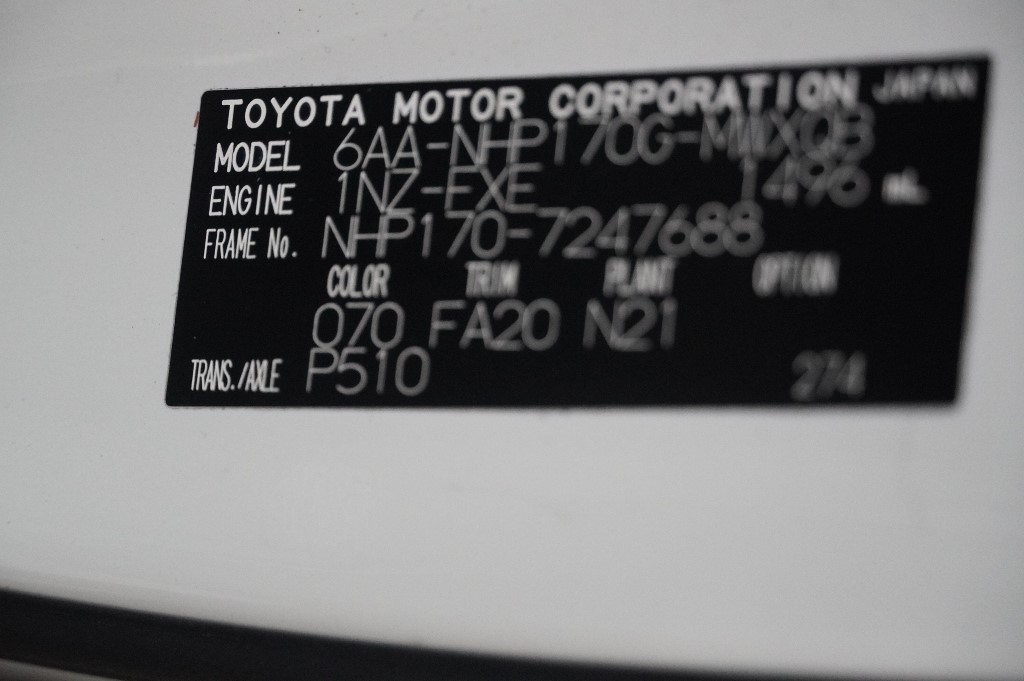 TOYOTA MOTOR CORPORATION JAPAN
MODEL 6AA-NHP170G-MWXQB
ENGINE 1NZ-FXE 1496 mL
FRAME No. NHP170-7247688
COLOR TRIM PLANT OPTION
070 FA20 N21
TRANS./AXLE P510 274